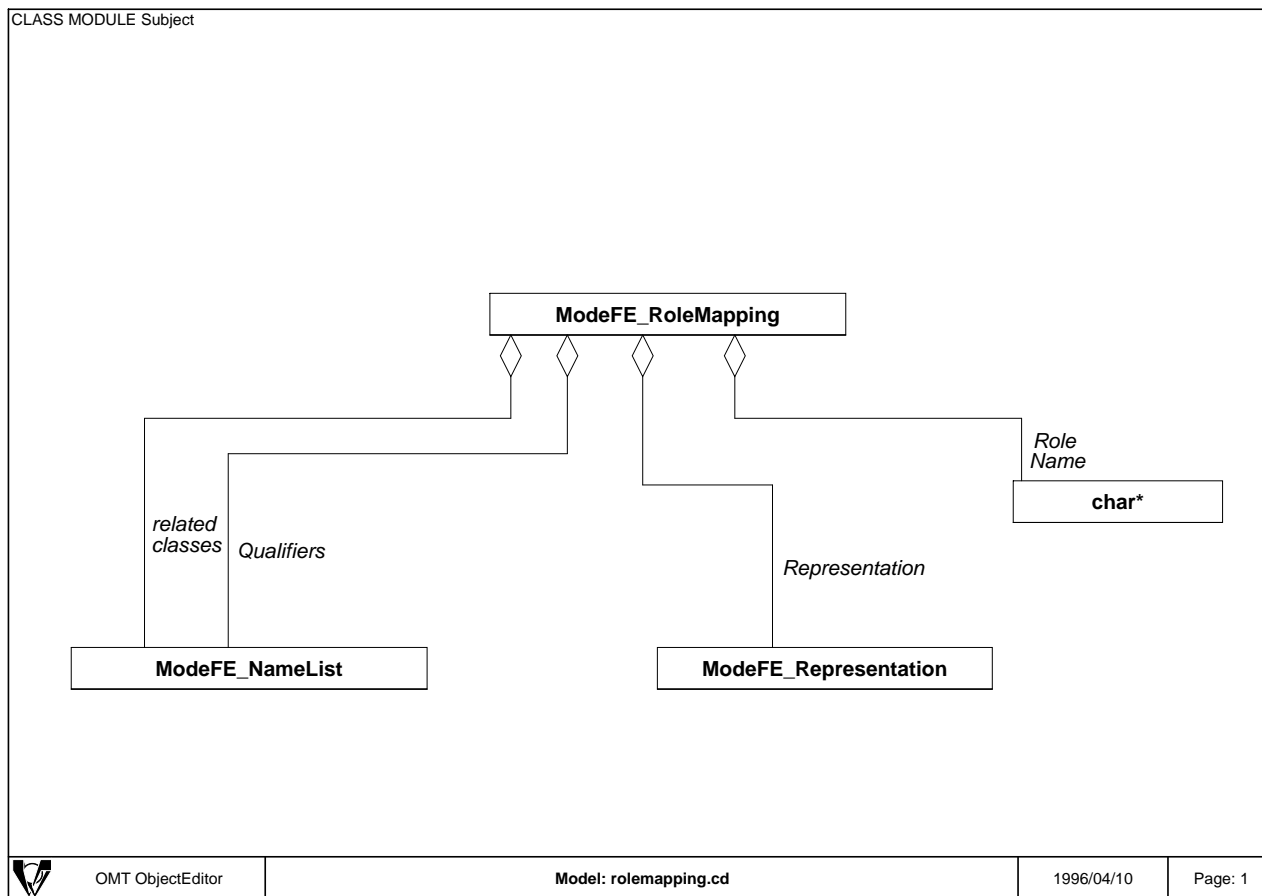 CLASS MODULE Subject
ModeFE_RoleMapping
Role
Name
char*
related
classes
Qualifiers
Representation
ModeFE_NameList
ModeFE_Representation
OMT ObjectEditor
Model: rolemapping.cd
1996/04/10
Page: 1